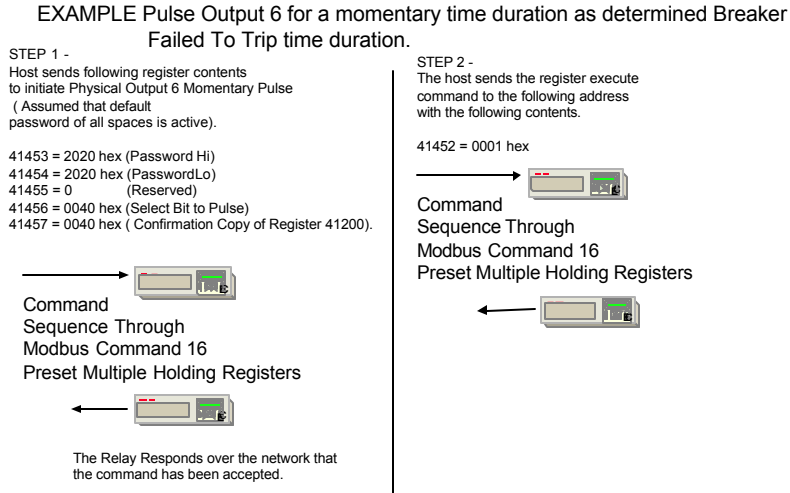 EXAMPLE Pulse Output 6 for a momentary time duration as determined Breaker
Failed To Trip time duration.
STEP 1 -
Host sends following register contents
to initiate Physical Output 6 Momentary Pulse
( Assumed that default
password of all spaces is active).
41453 = 2020 hex (Password Hi)
41454 = 2020 hex (PasswordLo)
41455 = 0 (Reserved)
41456 = 0040 hex (Select Bit to Pulse)
41457 = 0040 hex ( Confirmation Copy of Register 41200).
Command
Sequence Through
Modbus Command 16
Preset Multiple Holding Registers
The Relay Responds over the network that
the command has been accepted.
STEP 2 -
The host sends the register execute
command to the following address
with the following contents.
41452 = 0001 hex
Command
Sequence Through
Modbus Command 16
Preset Multiple Holding Registers